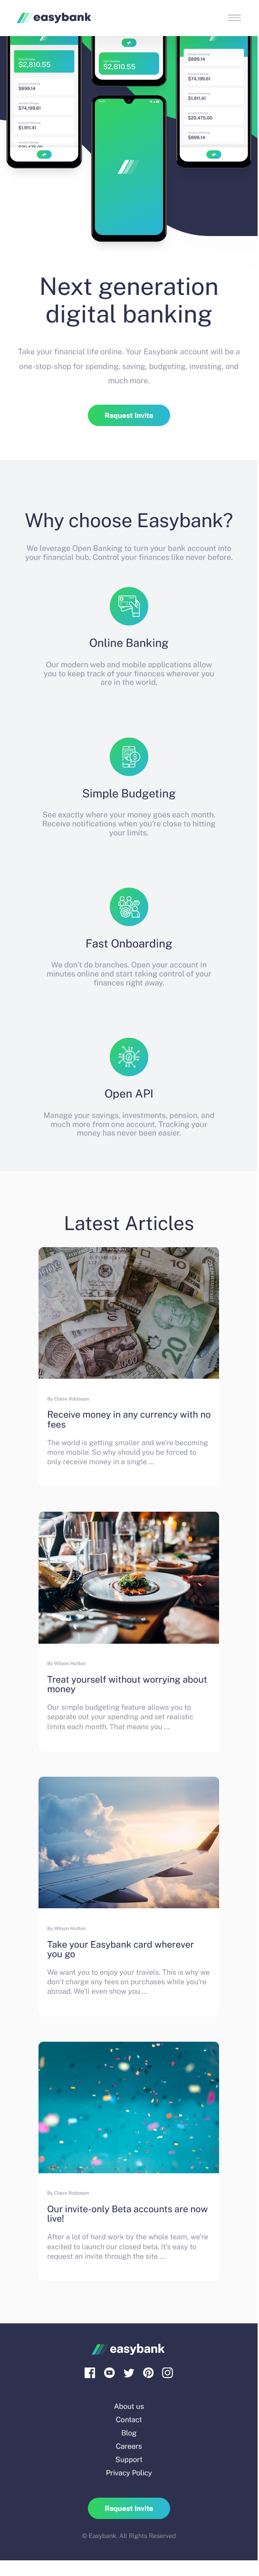 easybank
Total Balance
$2,810.55
$2,810.55
$899.14
$74,199.61
$1,911.41
$899.14
$74,199.61
$1,911.41
$20,475.00
$899.14
Next generation
digital banking
Take your financial life online. Your Easybank account will be a
one-stop-shop for spending, saving, budgeting, investing, and
much more.
Request Invite
Why choose Easybank?
We leverage Open Banking to turn your bank account into
your financial hub. Control your finances like never before.
Online Banking
Our modern web and mobile applications allow
you to keep track of your finances wherever you
are in the world.
Simple Budgeting
See exactly where your money goes each month.
Receive notifications when you're close to hitting
your limits.
Fast Onboarding
We don't do branches. Open your account in
minutes online and start taking control of your
finances right away.
Open API
Manage your savings, investments, pension, and
much more from one account. Tracking your
money has never been easier.
Latest Articles
By Claire Robinson
Receive money in any currency with no
fees
The world is getting smaller and we're becoming
more mobile. So why should you be forced to
only receive money in a single ...
By Wilson Hutton
Treat yourself without worrying about
money
Our simple budgeting feature allows you to
separate out your spending and set realistic
limits each month. That means you ...
By Wilson Hutton
Take your Easybank card wherever
you go
We want you to enjoy your travels. This is why we
don't charge any fees on purchases while you're
abroad. We'll even show you ...
By Claire Robinson
Our invite-only Beta accounts are now
live!
After a lot of hard work by the whole team, we're
excited to launch our closed beta. It's easy to
request an invite through the site ...
easybank
About us
Contact
Blog
Careers
Support
Privacy Policy
Request Invite
© Easybank. All Rights Reserved